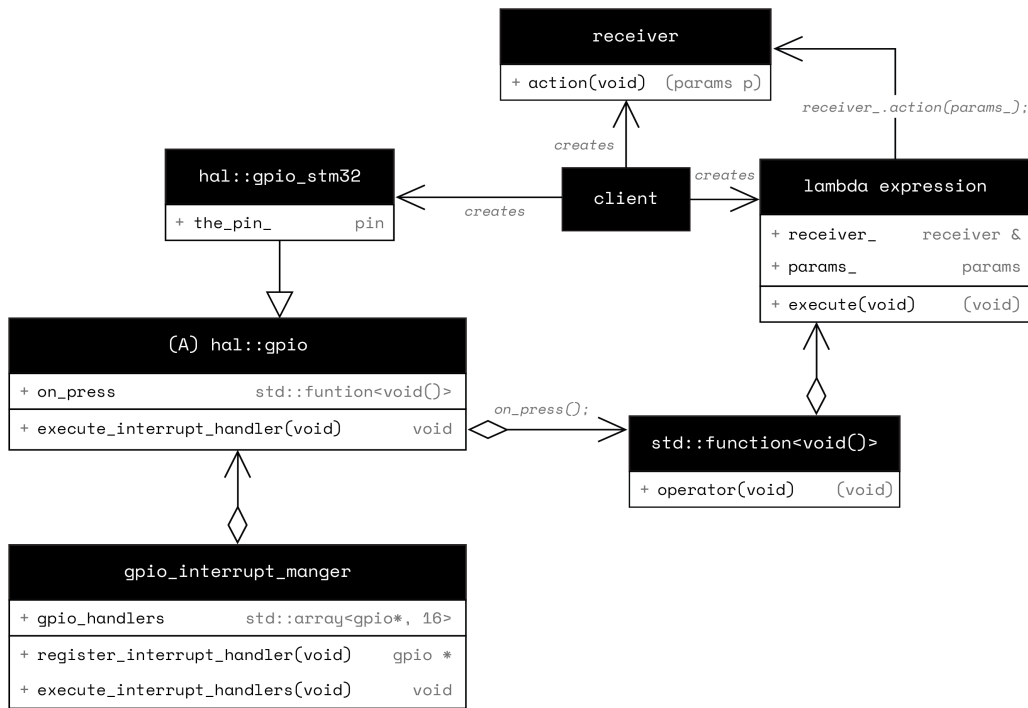 receiver
+ action(void) (params p)
receiver_.action(params_);
creates
hal::gpio_stm32
+ the_pin_ pin
creates
client
creates
lambda expression
+ receiver_ receiver &
+ params_ params
+ execute(void) (void)
(A) hal::gpio
+ on_press std::funtion<void()>
+ execute_interrupt_handler(void) void
on_press();
std::function<void()>
+ operator(void) (void)
gpio_interrupt_manger
+ gpio_handlers std::array<gpio*, 16>
+ register_interrupt_handler(void) gpio *
+ execute_interrupt_handlers(void) void